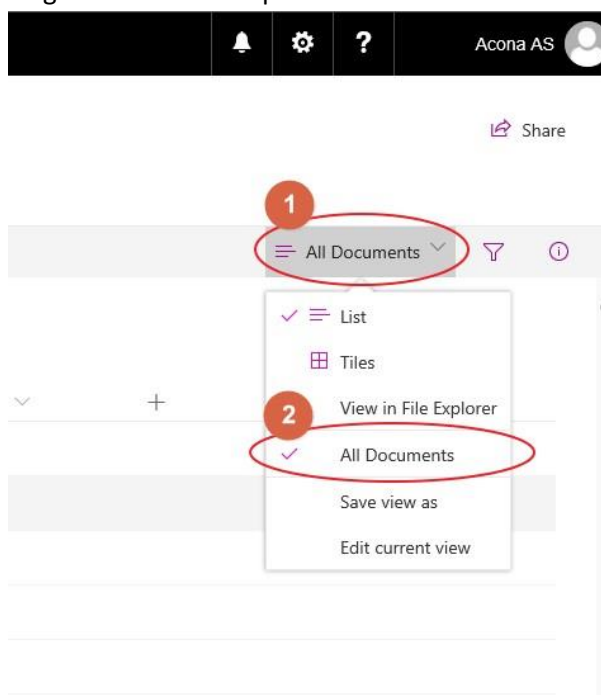 ? Acona AS
Share
1
All Documents
List
Tiles
View in File Explorer
2
All Documents
Save view as
Edit current view